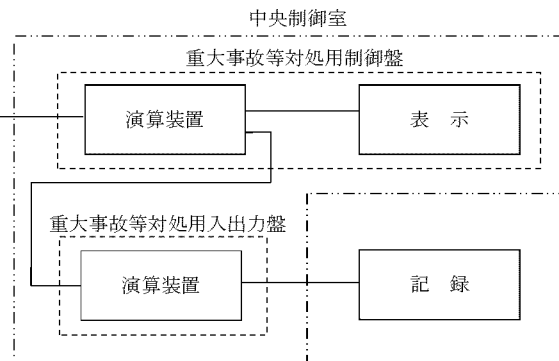 中央制御室
重大事故等対処用制御盤
演算装置
表　示
重大事故等対処用入出力盤
演算装置
記　録